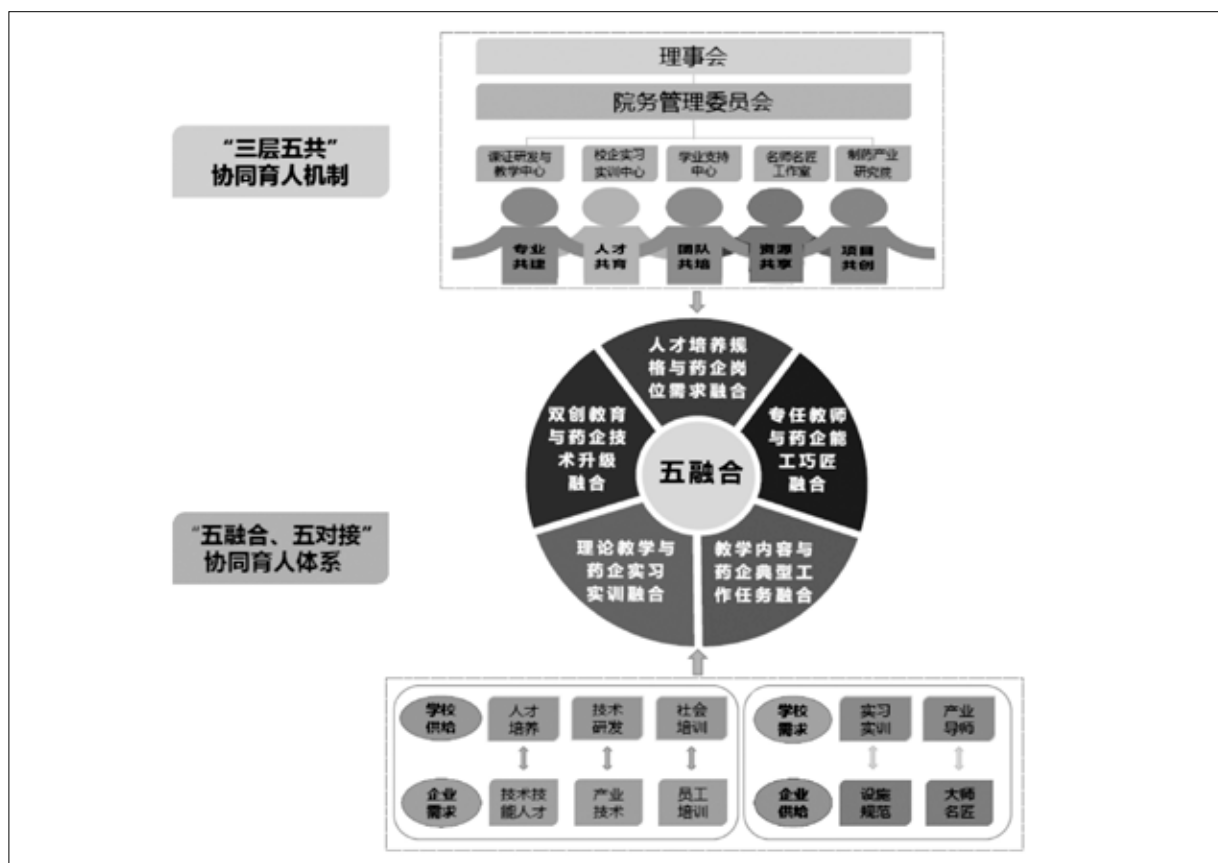 理事会
院务管理委员会
“三层五共”
协同育人机制
课证研发与
教学中心
校企实习
实训中心
学业支持
中心
名师名匠
工作室
制药产业
研究院
专业
共建
人才
共育
团队
共培
资源
共享
项目
共创
人才培养规
格与药企岗
位需求融合
双创教育
与药企技
术升级
融合
专任教师
与药企能
工巧匠
融合
五融合
理论教学与
药企实习
实训融合
教学内容与
药企典型工
作任务融合
“五融合、五对接”
协同育人体系
学校
供给
人才
培养
技术
研发
社会
培训
企业
需求
技术技
能人才
产业
技术
员工
培训
学校
需求
实习
实训
产业
导师
企业
供给
设施
规范
大师
名匠